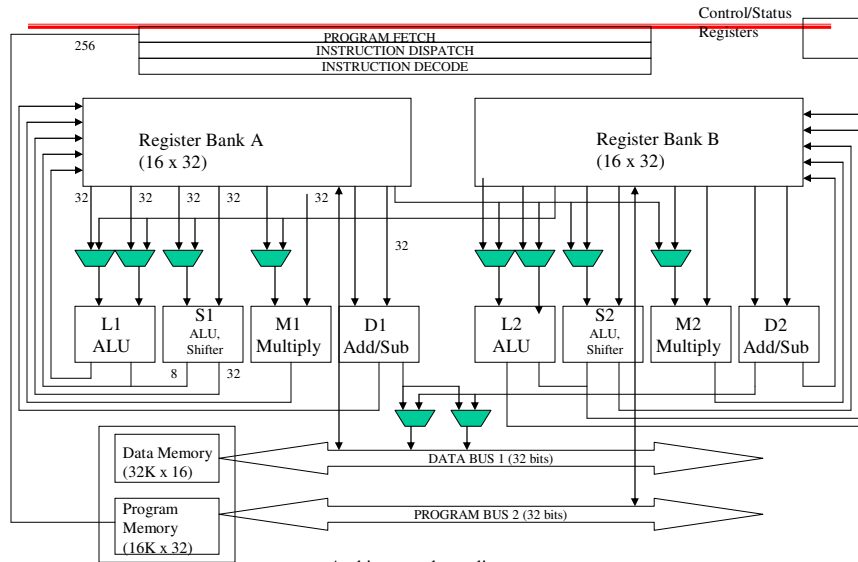 Control/Status
Registers
PROGRAM FETCH
256
INSTRUCTION DISPATCH
INSTRUCTION DECODE
Register Bank A
(16 x 32)
Register Bank B
(16 x 32)
32
32
32
32
32
32
L1
ALU
S1
ALU,
Shifter
M1
Multiply
D1
Add/Sub
L2
ALU
S2
ALU,
Shifter
M2
Multiply
D2
Add/Sub
8
32
Data Memory
(32K x 16)
DATA BUS 1 (32 bits)
Program
Memory
(16K x 32)
PROGRAM BUS 2 (32 bits)